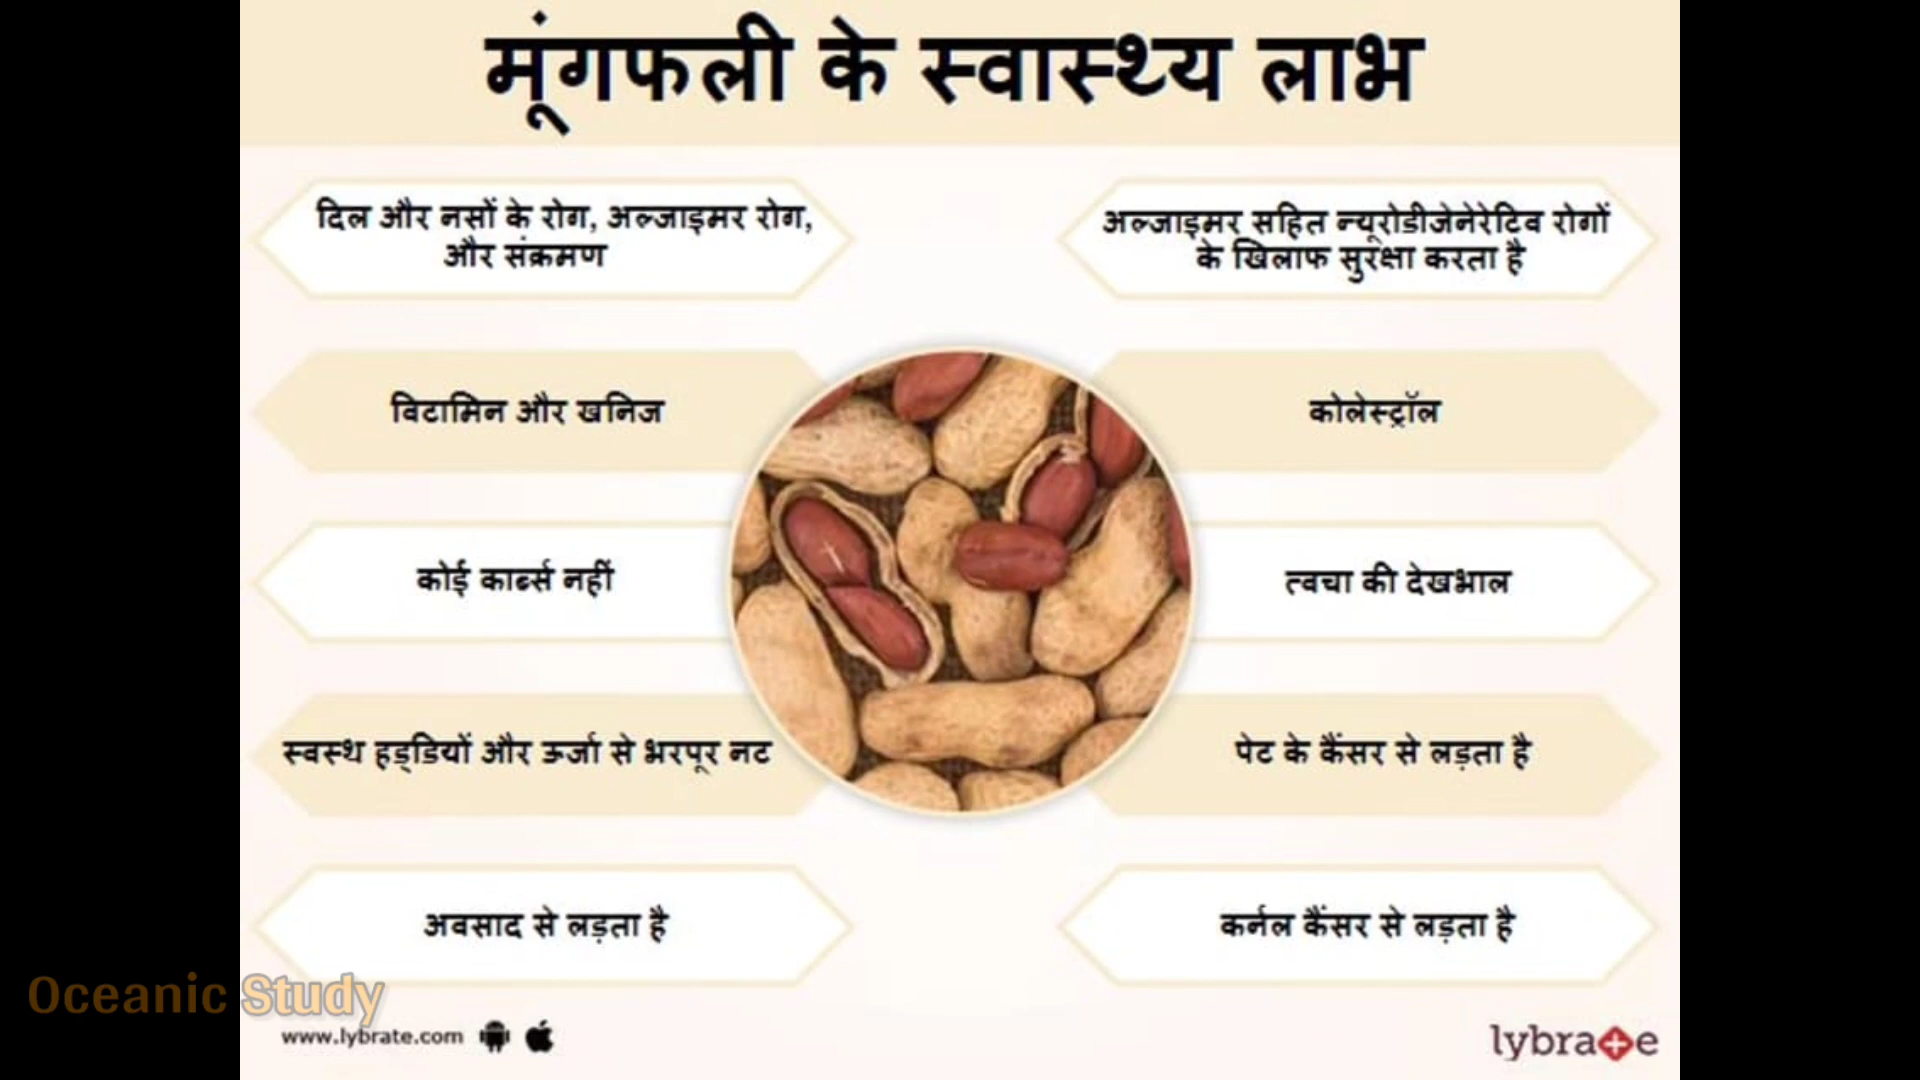 मूंगफली के स्वास्थ्य लाभ
दिल और नसों के रोग, अल्जाइमर रोग,
और संक्रमण
विटामिन और खनिज
कोई कार्ब्स नहीं
स्वस्थ हड्डियों और ऊर्जा से भरपूर नट
अवसाद से लड़ता है
अल्जाइमर सहित न्यूरोडीजेनेरेटिव रोगों
के खिलाफ सुरक्षा करता है
कोलेस्ट्रॉल
त्वचा की देखभाल
पेट के कैंसर से लड़ता है
कर्नल कैंसर से लड़ता है
Oceanic Study
www.lybrate.com
lybrate